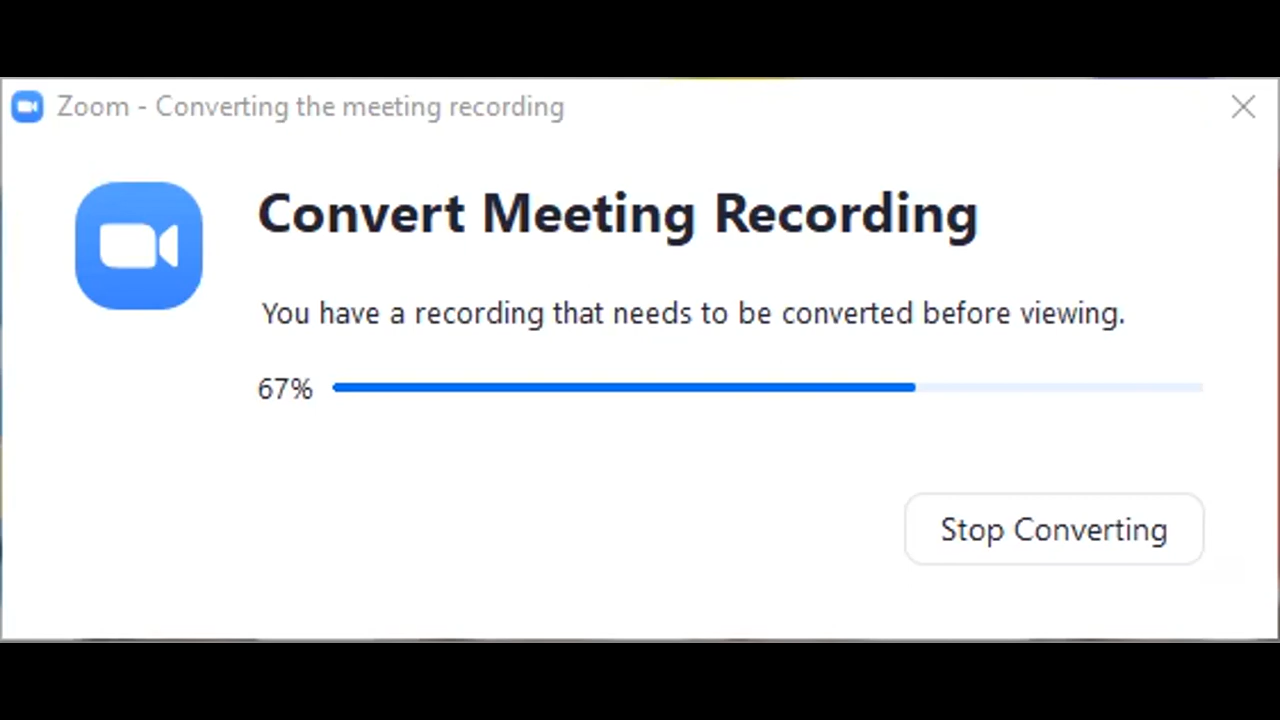 Zoom - Converting the meeting recording
Convert Meeting Recording
You have a recording that needs to be converted before viewing.
67%
Stop Converting